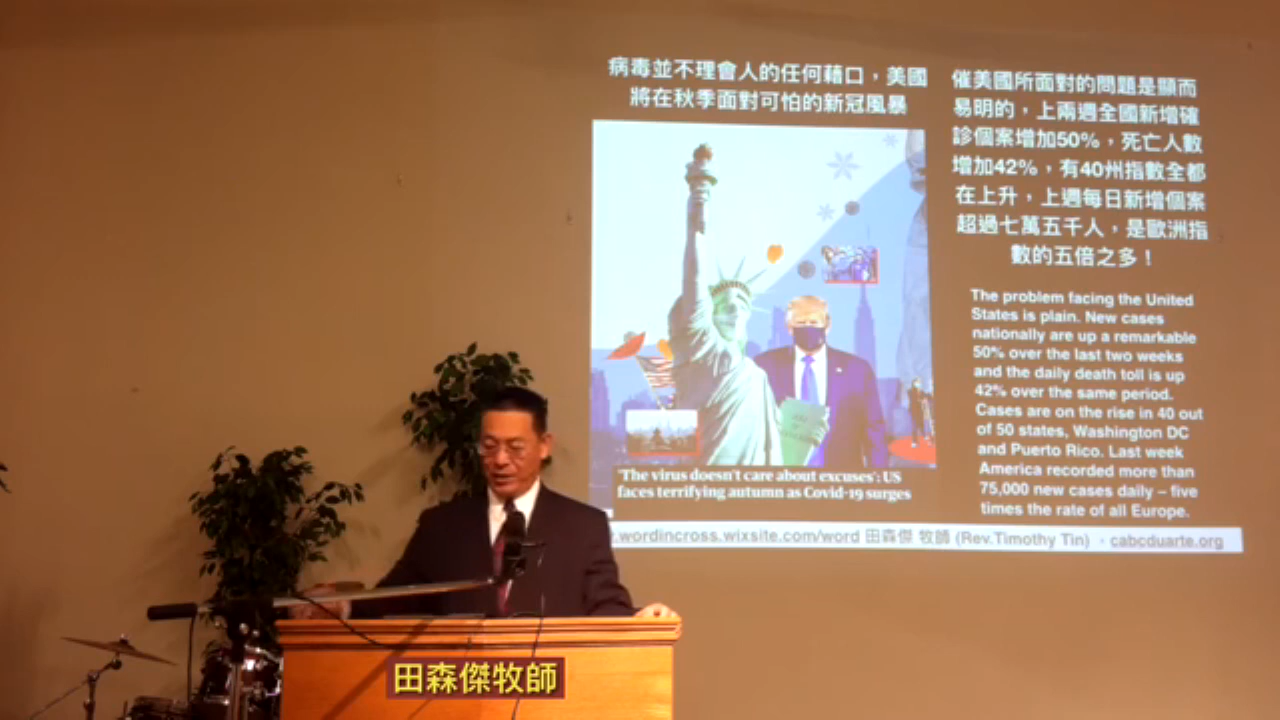 病毒並不理會人的任何藉口，美國
將在秋季面對可怕的新冠風暴
催美國所面對的問題是顯而
易明的，上兩週全國新增確
診個案增加50%，死亡人數
增加42%，有40州指數全都
在上升，上週每日新增個案
超過七萬五千人，是歐洲指
數的五倍之多！
The problem facing the United
States is plain. New cases
nationally are up a remarkable
50% over the last two weeks
and the daily death toll is up
42% over the same period.
Cases are on the rise in 40 out
of 50 states, Washington DC
and Puerto Rico. Last week
America recorded more than
75,000 new cases daily – five
times the rate of all Europe.
'The virus doesn't care about excuses': US
faces terrifying autumn as Covid-19 surges
.wordincross.wixsite.com/word 田森傑 牧師 (Rev.Timothy Tin) ・cabcduarte.org
田森傑牧師